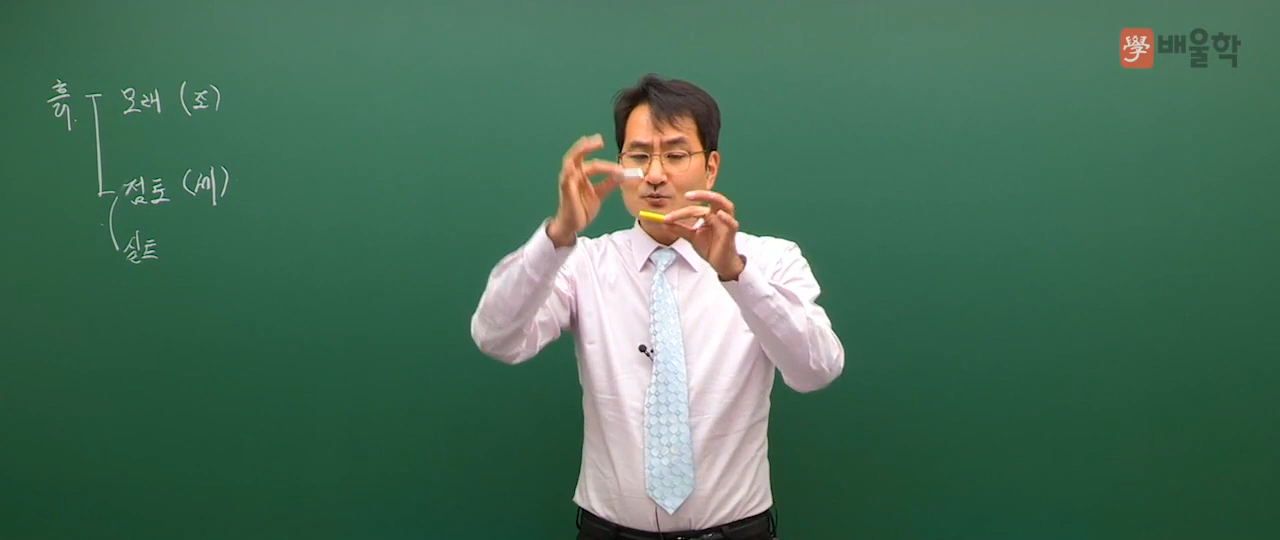 學 배울학
흙 모래 (조)
점토 (세)
실트